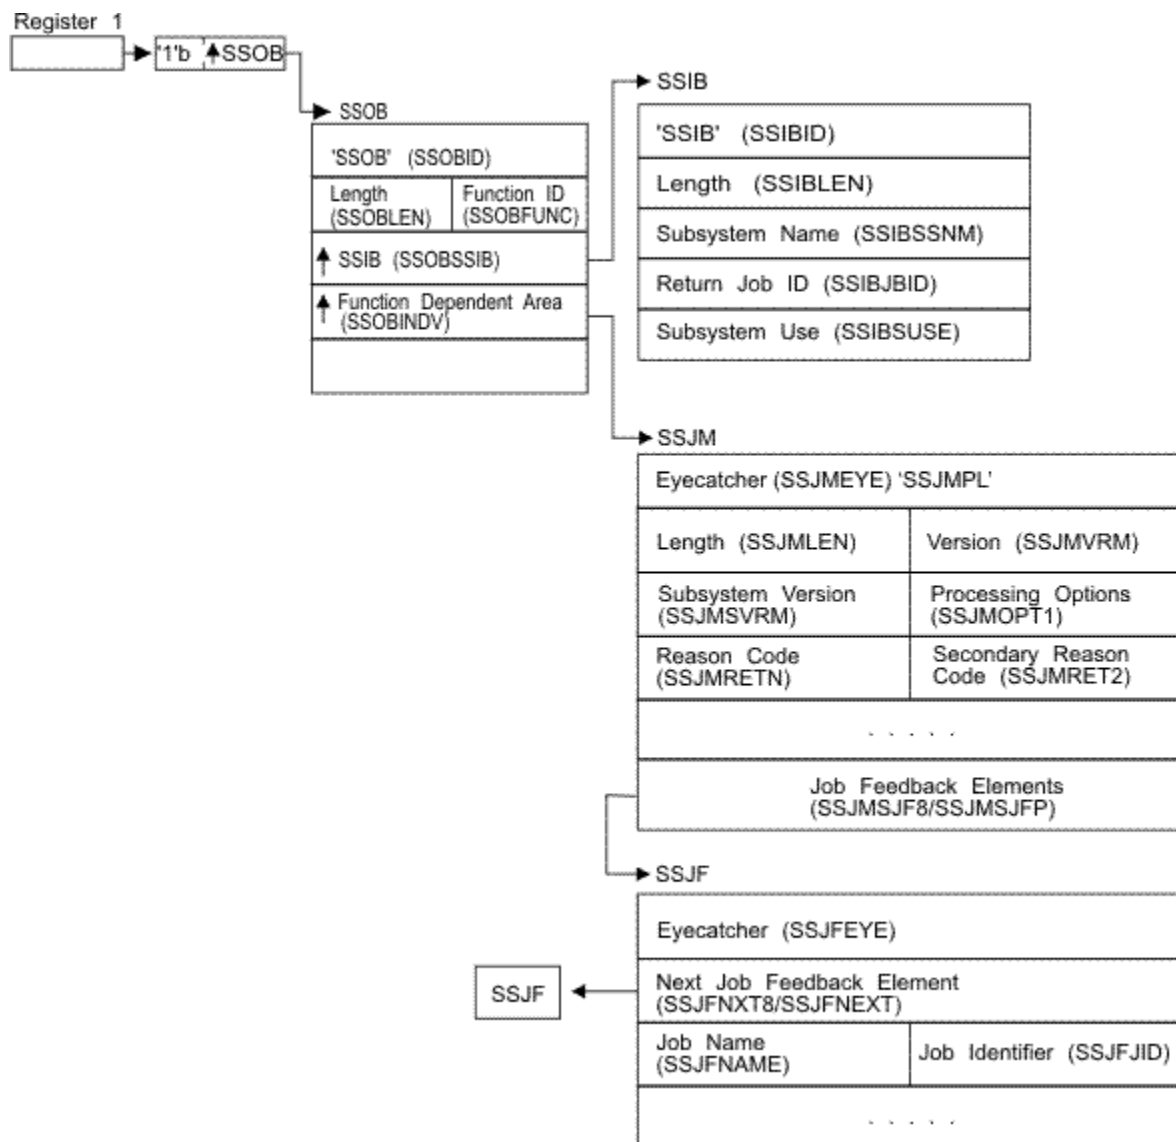 Register 1
'1'b SSOB
SSOB
'SSOB' (SSOBID)
Length
(SSOBLEN)
Function ID
(SSOBFUNC)
SSIB (SSOBSSIB)
Function Dependent Area
(SSOBINDV)
SSIB
'SSIB' (SSIBID)
Length (SSIBLEN)
Subsystem Name (SSIBSSNM)
Return Job ID (SSIBJBID)
Subsystem Use (SSIBSUSE)
SSJM
Eyecatcher (SSJMEYE) ‘SSJMPL’
Length (SSJMLEN)
Version (SSJMVRM)
Subsystem Version
(SSJMSVRM)
Processing Options
(SSJMOPT1)
Reason Code
(SSJMRETN)
Secondary Reason
Code (SSJMRET2)
. . . . .
Job Feedback Elements
(SSJMSJF8/SSJMSJFP)
SSJF
Eyecatcher (SSJFEYE)
Next Job Feedback Element
(SSJFNXT8/SSJFNEXT)
SSJF
Job Name
(SSJFNAME)
Job Identifier (SSJFJID)
. . . . .